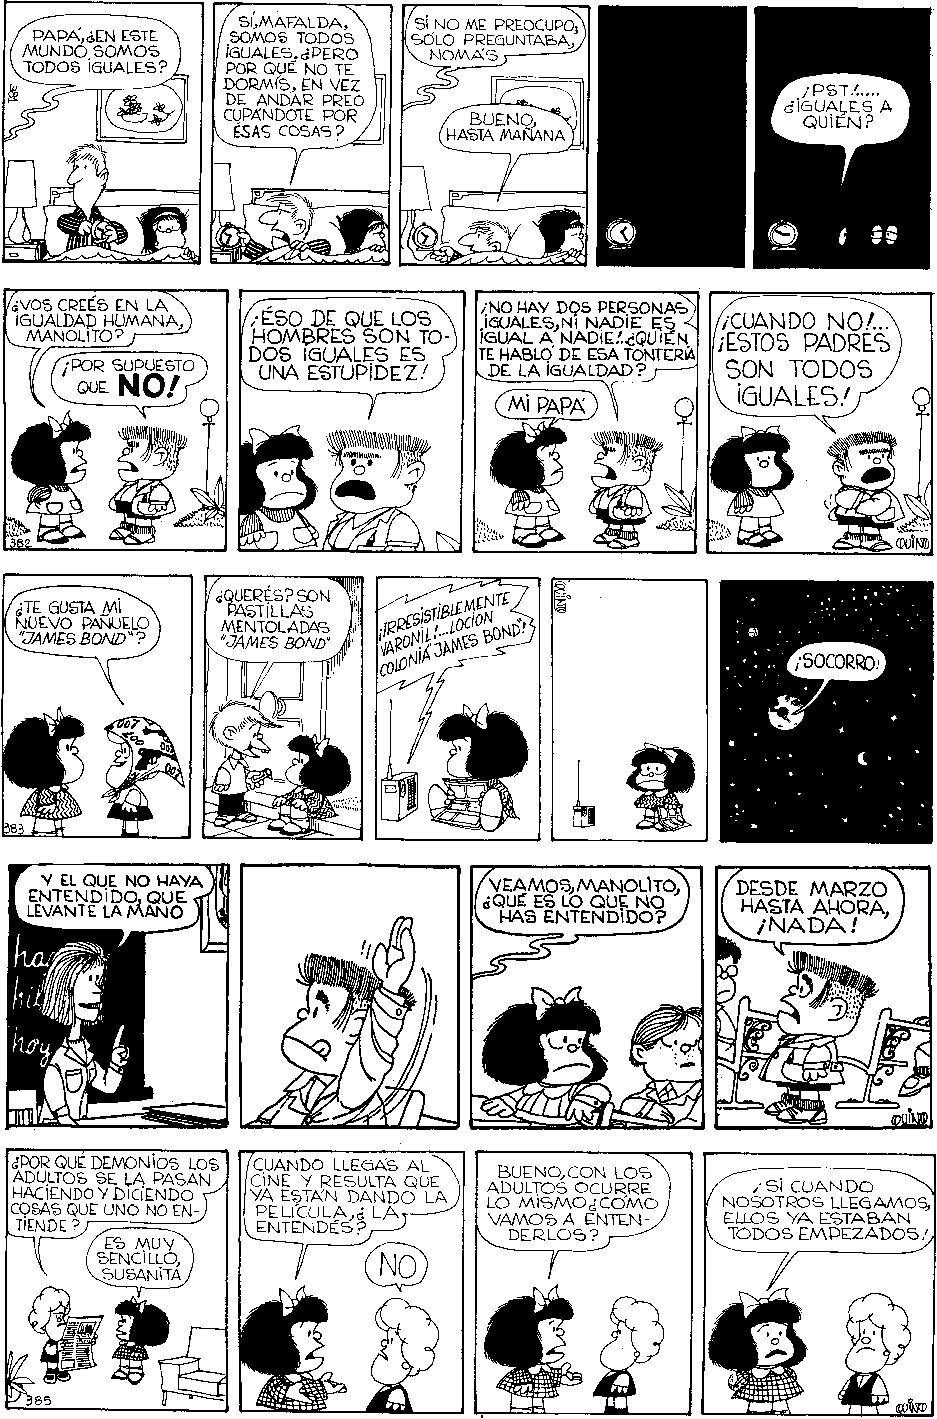 PAPÁ, ¿EN ESTE
MUNDO SOMOS
TODOS IGUALES?
SÍ, MAFALDA,
SOMOS TODOS
IGUALES, ¿PERO
POR QUÉ NO TE
DORMÍS, EN VEZ
DE ANDAR PREO
CUPÁNDOTE POR
ESAS COSAS?
SI NO ME PREOCUPO,
SÓLO PREGUNTABA,
NOMÁS
BUENO,
HASTA MAÑANA
¡PST!.....
¿IGUALES A
QUIÉN?
¿VOS CREÉS EN LA
IGUALDAD HUMANA,
MANOLITO?
¡POR SUPUESTO
QUE NO!
382
¡ÉSO DE QUE LOS
HOMBRES SON TO-
DOS IGUALES ES
UNA ESTUPIDEZ!
¡NO HAY DOS PERSONAS
IGUALES, NI NADIE ES
IGUAL A NADIE! ¿QUIÉN
TE HABLÓ DE ESA TONTERÍA
DE LA IGUALDAD?
MI PAPÁ
¡CUANDO NO!...
¡ESTOS PADRES
SON TODOS
IGUALES!
QUINO
¿TE GUSTA MI
NUEVO PAÑUELO
"JAMES BOND"?
007
007
007
383
¿QUERÉS? SON
PASTILLAS
MENTOLADAS
"JAMES BOND"
¡IRRESISTIBLEMENTE
VARONIL!...LOCIÓN
COLONIA JAMES BOND!
QUINO
¡SOCORRO!
Y EL QUE NO HAYA
ENTENDIDO, QUE
LEVANTE LA MANO
hoy
VEAMOS, MANOLITO,
¿QUÉ ES LO QUE NO
HAS ENTENDIDO?
DESDE MARZO
HASTA AHORA,
¡NADA!
QUINO
¿POR QUÉ DEMONIOS LOS
ADULTOS SE LA PASAN
HACIENDO Y DICIENDO
COSAS QUE UNO NO EN-
TIENDE?
ES MUY
SENCILLO,
SUSANITA
385
CUANDO LLEGÁS AL
CINE Y RESULTA QUE
YA ESTÁN DANDO LA
PELÍCULA, ¿LA
ENTENDÉS?
NO
BUENO, CON LOS
ADULTOS OCURRE
LO MISMO ¿CÓMO
VAMOS A ENTEN-
DERLOS?
¡SI CUANDO
NOSOTROS LLEGAMOS,
ELLOS YA ESTABAN
TODOS EMPEZADOS!
QUINO